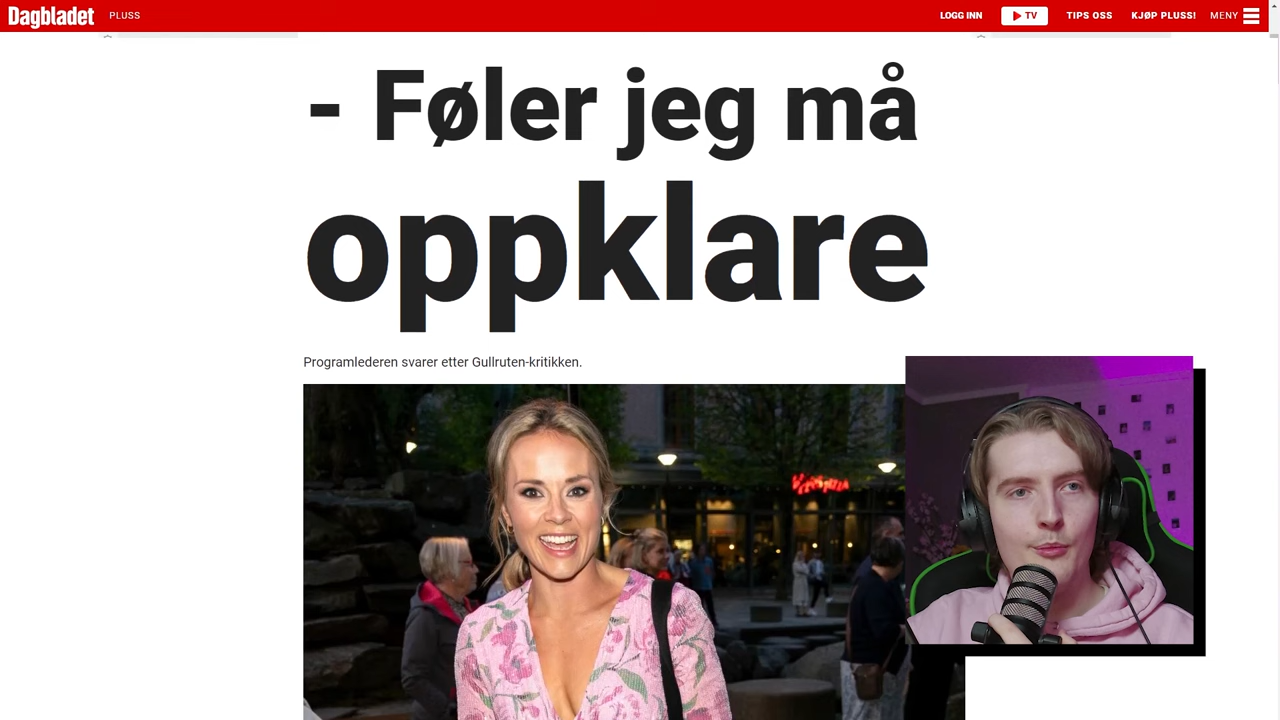 Dagbladet
PLUSS
LOGG INN
TV
TIPS OSS
KJØP PLUSS!
MENY
- Føler jeg må
oppklare
Programlederen svarer etter Gullruten-kritikken.